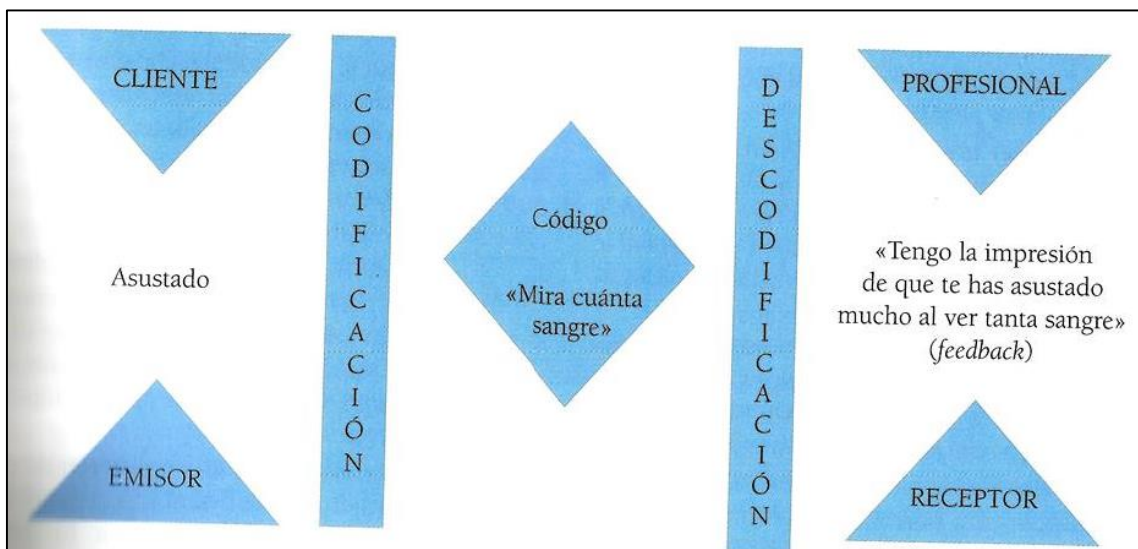 CLIENTE
Asustado
EMISOR
CODIFICACIÓN
Código
«Mira cuánta
sangre»
DESCODIFICACIÓN
PROFESIONAL
«Tengo la impresión
de que te has asustado
mucho al ver tanta sangre»
(feedback)
RECEPTOR